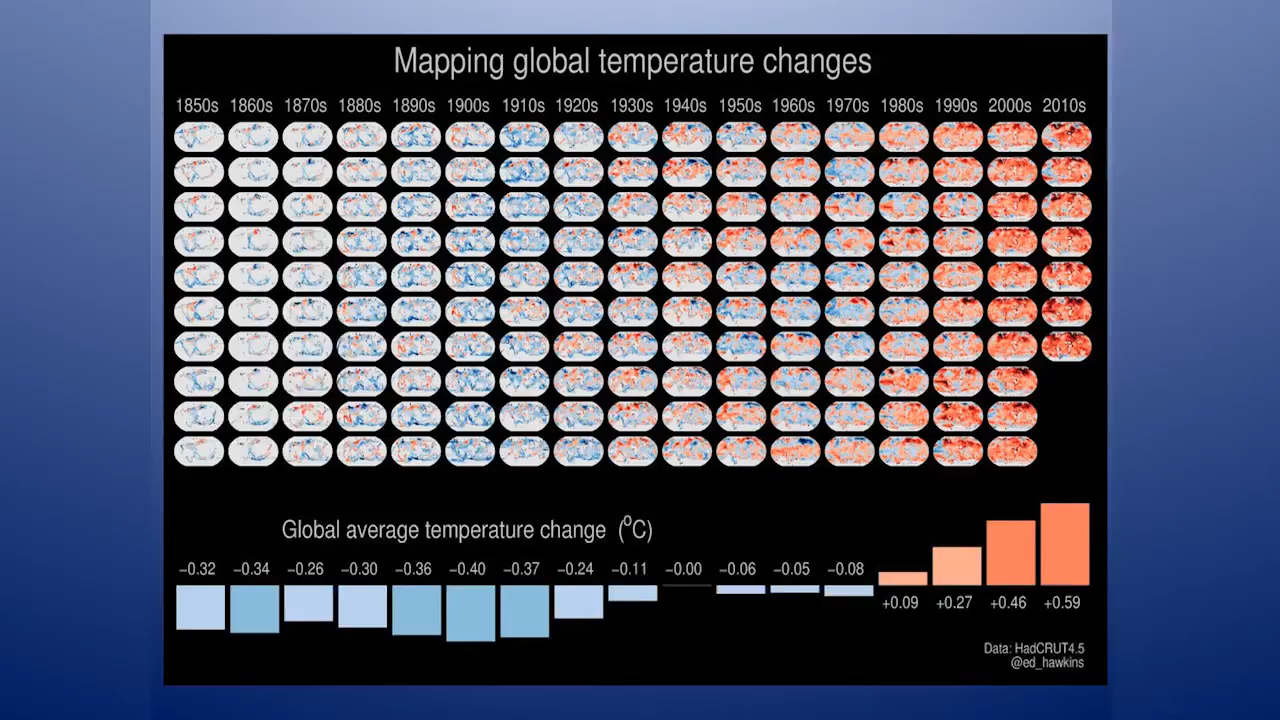 Mapping global temperature changes
1850s 1860s 1870s 1880s 1890s 1900s 1910s 1920s 1930s 1940s 1950s 1960s 1970s 1980s 1990s 2000s 2010s
Global average temperature change (°C)
−0.32 −0.34 −0.26 −0.30 −0.36 −0.40 −0.37 −0.24 −0.11 −0.00 −0.06 −0.05 −0.08
+0.09 +0.27 +0.46 +0.59
Data: HadCRUT4.5
@ed_hawkins